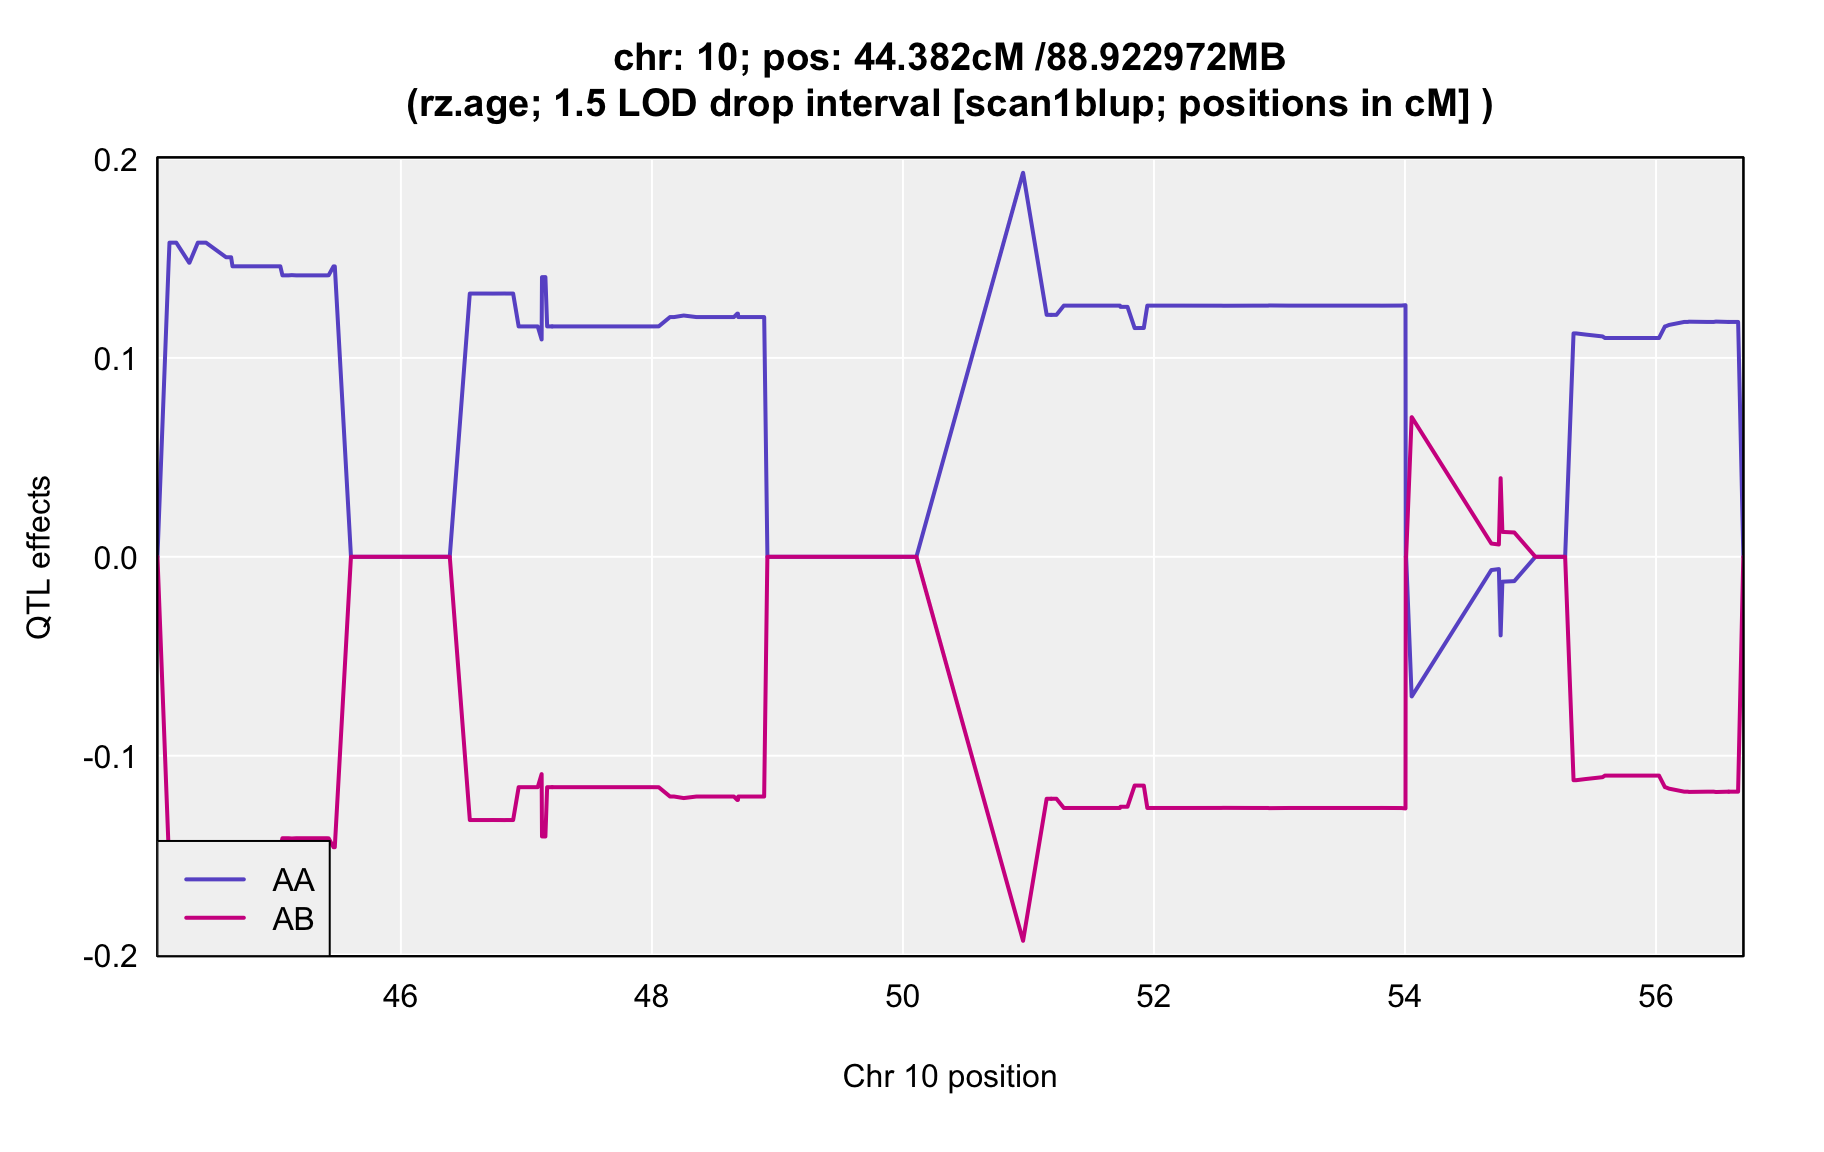 chr: 10; pos: 44.382cM /88.922972MB
(rz.age; 1.5 LOD drop interval [scan1blup; positions in cM] )
QTL effects
0.2
0.1
0.0
-0.1
-0.2
AA
AB
46 48 50 52 54 56
Chr 10 position